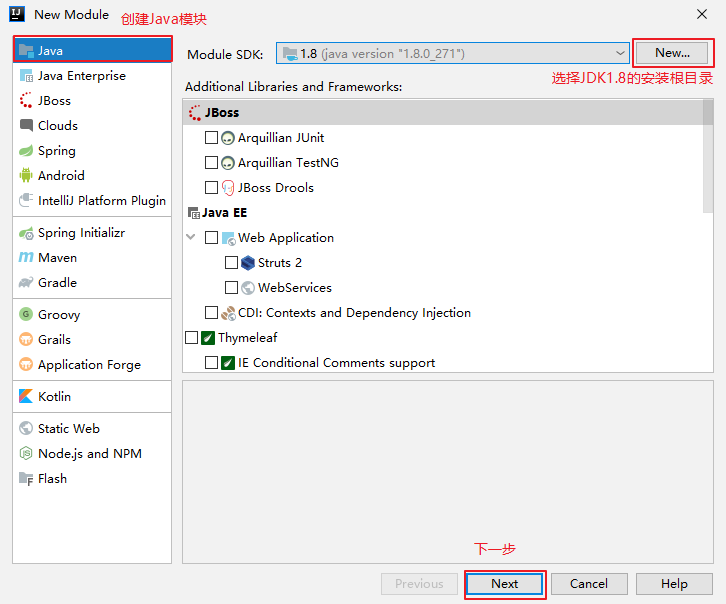 New Module
创建Java模块
Java
Java Enterprise
JBoss
Clouds
Spring
Android
IntelliJ Platform Plugin
Spring Initializr
Maven
Gradle
Groovy
Grails
Application Forge
Kotlin
Static Web
Node.js and NPM
Flash
Module SDK:
1.8 (java version "1.8.0_271")
New...
选择JDK1.8的安装根目录
Additional Libraries and Frameworks:
JBoss
Arquillian JUnit
Arquillian TestNG
JBoss Drools
Java EE
Web Application
Struts 2
WebServices
CDI: Contexts and Dependency Injection
Thymeleaf
IE Conditional Comments support
下一步
Previous
Next
Cancel
Help